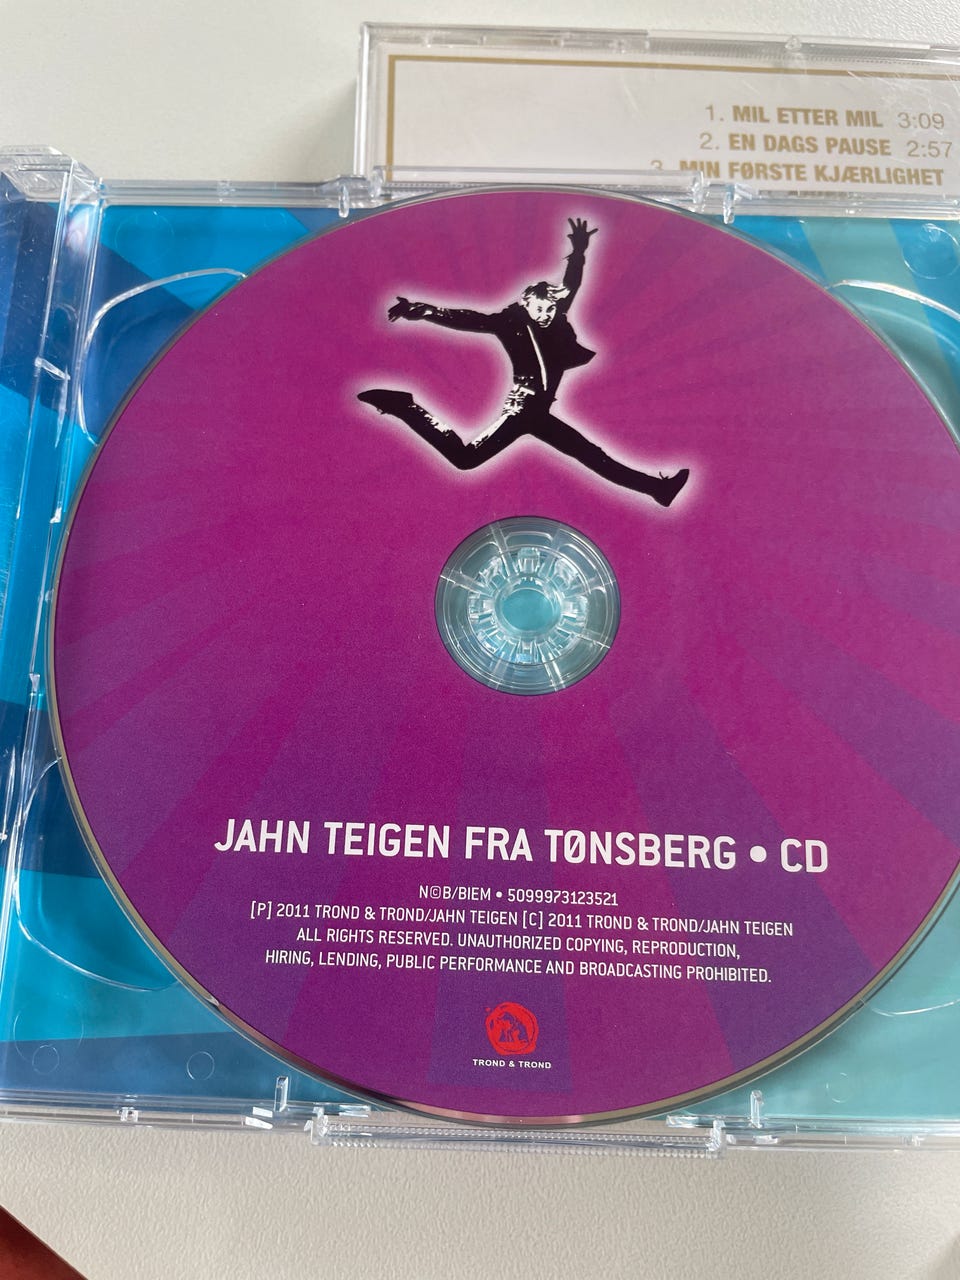 1. MIL ETTER MIL 3:09
2. EN DAGS PAUSE 2:57
3. MIN FØRSTE KJÆRLIGHET
JAHN TEIGEN FRA TØNSBERG • CD
N©B/BIEM • 5099973123521
[P] 2011 TROND & TROND/JAHN TEIGEN [C] 2011 TROND & TROND/JAHN TEIGEN
ALL RIGHTS RESERVED. UNAUTHORIZED COPYING, REPRODUCTION,
HIRING, LENDING, PUBLIC PERFORMANCE AND BROADCASTING PROHIBITED.
TROND & TROND